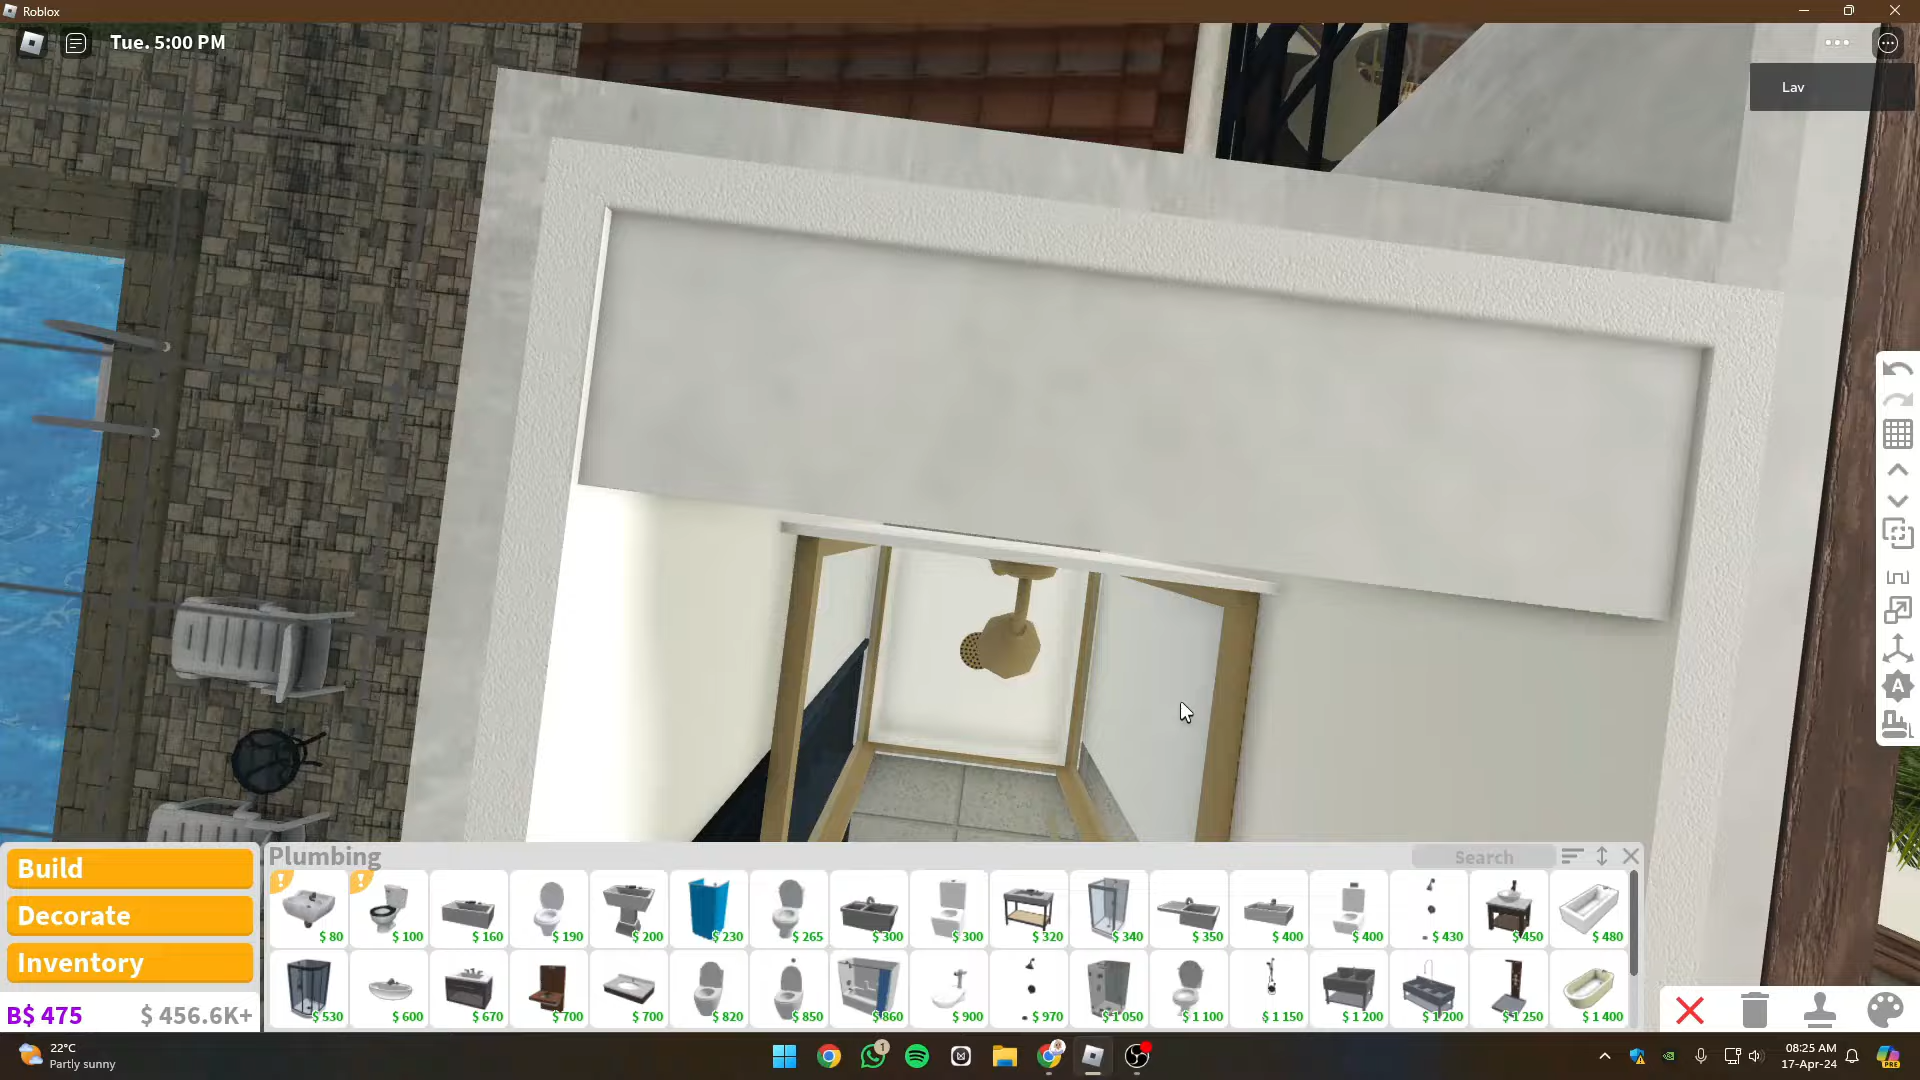 Roblox
Tue. 5:00 PM
Lav
A
Build
Decorate
Inventory
B$ 475
$ 456.6K+
Plumbing
Search
$ 80
$ 100
$ 160
$ 190
$ 200
$ 230
$ 265
$ 300
$ 300
$ 320
$ 340
$ 350
$ 400
$ 400
$ 430
$ 450
$ 480
$ 530
$ 600
$ 670
$ 700
$ 700
$ 820
$ 850
$ 860
$ 900
$ 970
$ 1 050
$ 1 100
$ 1 150
$ 1 200
$ 1 200
$ 1 250
$ 1 400
22°C
Partly sunny
1
08:25 AM
17-Apr-24
PRE